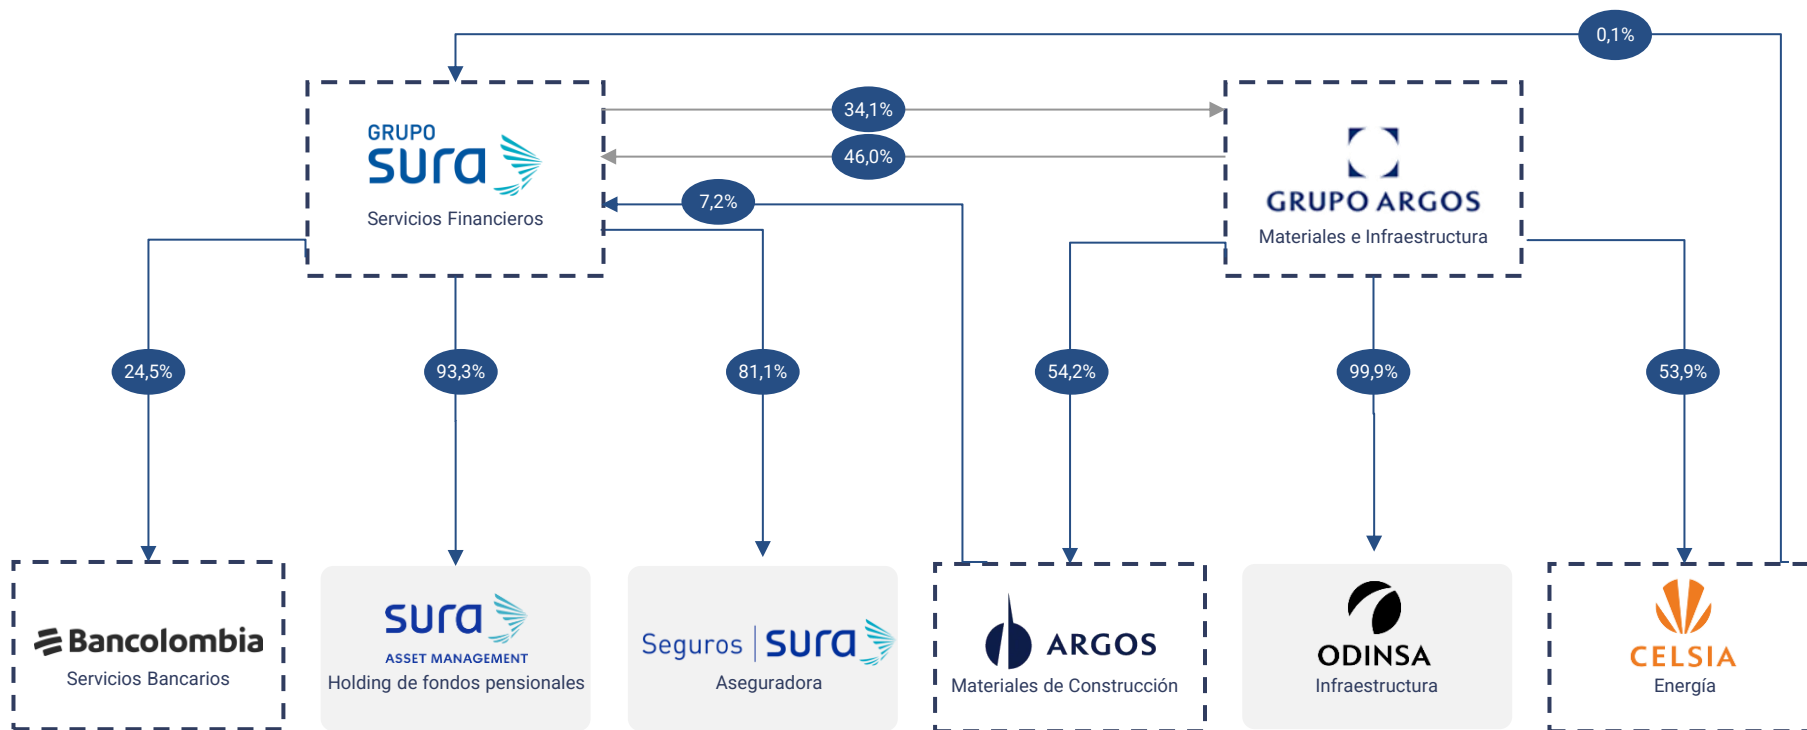 0,1%
34,1%
46,0%
7,2%
GRUPO
sura
Servicios Financieros
GRUPO ARGOS
Materiales e Infraestructura
24,5%
93,3%
81,1%
54,2%
99,9%
53,9%
Bancolombia
Servicios Bancarios
sura
ASSET MANAGEMENT
Holding de fondos pensionales
Seguros | sura
Aseguradora
ARGOS
Materiales de Construcción
ODINSA
Infraestructura
CELSIA
Energía